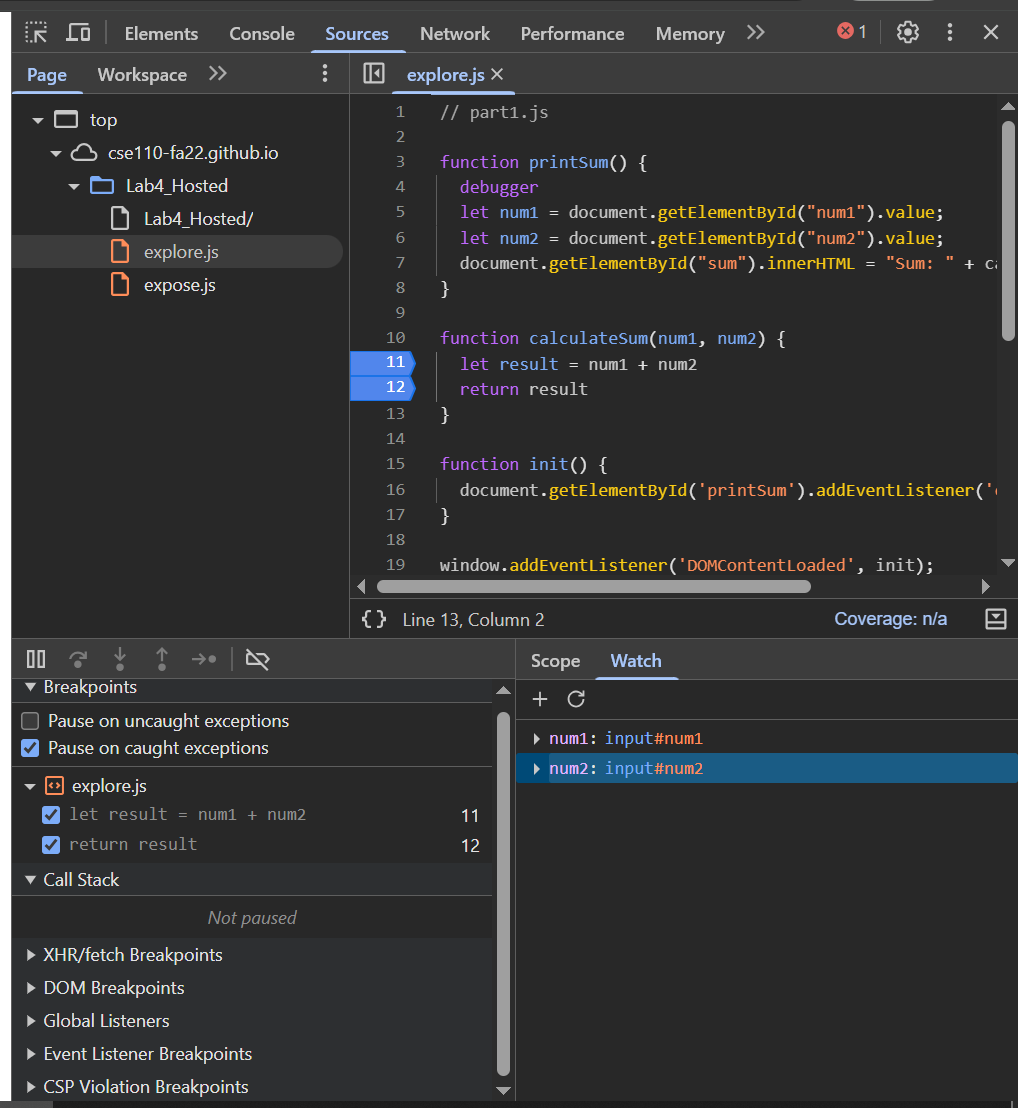 Elements Console Sources Network Performance Memory 1
Page Workspace explore.js
top
cse110-fa22.github.io
Lab4_Hosted
Lab4_Hosted/
explore.js
expose.js
1 // part1.js
2
3 function printSum() {
4 debugger
5 let num1 = document.getElementById("num1").value;
6 let num2 = document.getElementById("num2").value;
7 document.getElementById("sum").innerHTML = "Sum: " + ca
8 }
9
10 function calculateSum(num1, num2) {
11 let result = num1 + num2
12 return result
13 }
14
15 function init() {
16 document.getElementById('printSum').addEventListener('
17 }
18
19 window.addEventListener('DOMContentLoaded', init);
{} Line 13, Column 2 Coverage: n/a
Breakpoints
Pause on uncaught exceptions
Pause on caught exceptions
explore.js
let result = num1 + num2 11
return result 12
Call Stack
Not paused
XHR/fetch Breakpoints
DOM Breakpoints
Global Listeners
Event Listener Breakpoints
CSP Violation Breakpoints
Scope Watch
num1: input#num1
num2: input#num2